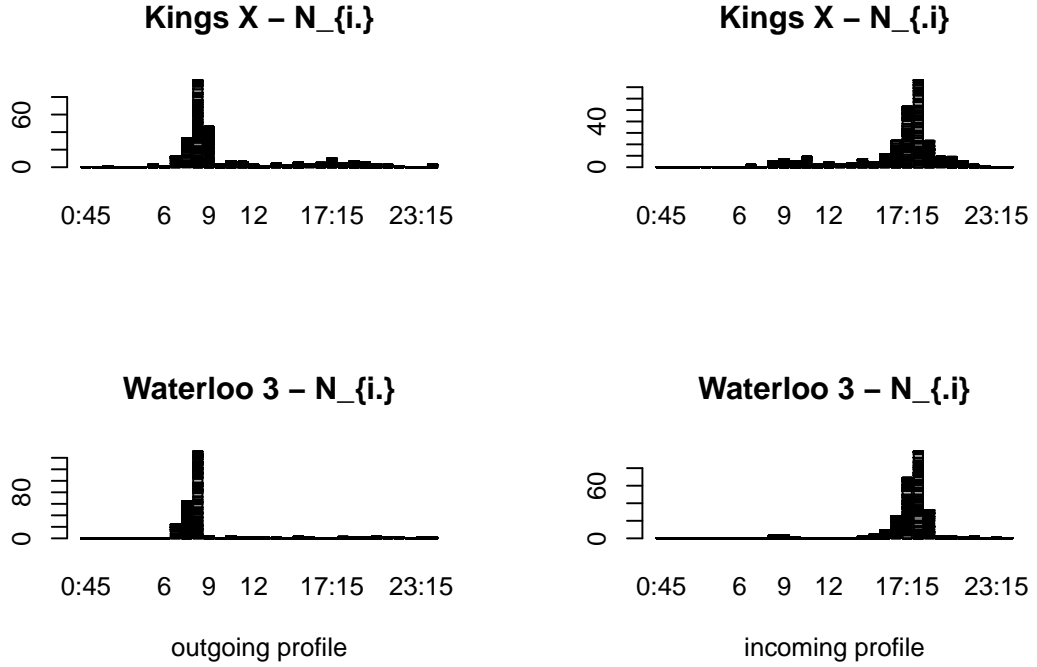 Kings X – N_{i.}
60
0
0:45 6 9 12 17:15 23:15
Kings X – N_{.i}
40
0
0:45 6 9 12 17:15 23:15
Waterloo 3 – N_{i.}
80
0
0:45 6 9 12 17:15 23:15
outgoing profile
Waterloo 3 – N_{.i}
60
0
0:45 6 9 12 17:15 23:15
incoming profile